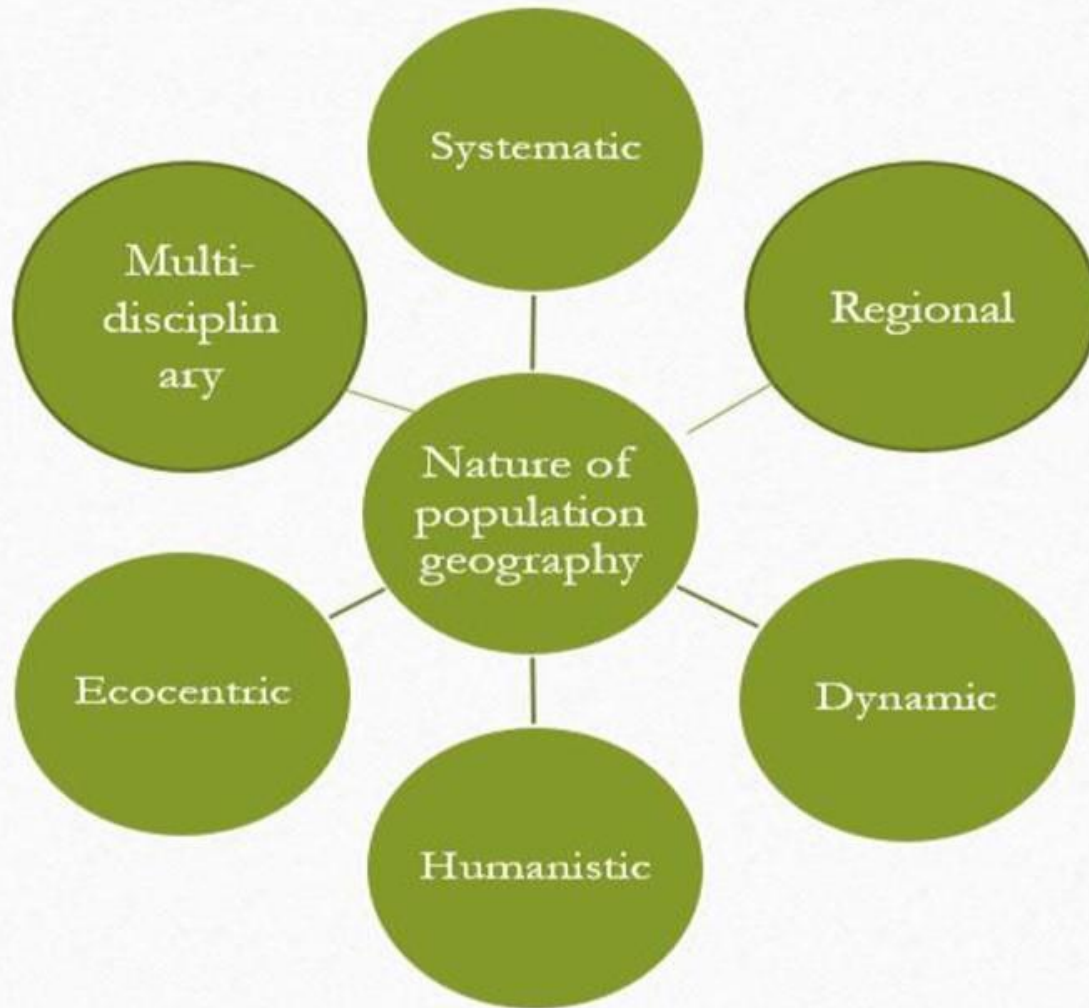 Systematic
Multi-
disciplin
ary
Regional
Nature of
population
geography
Ecocentric
Dynamic
Humanistic